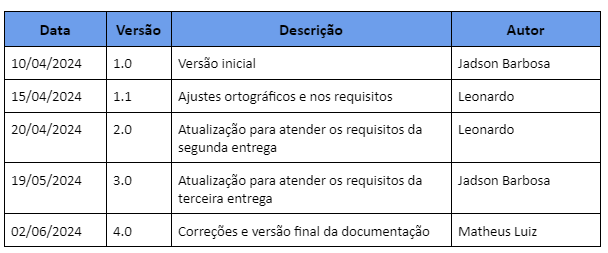 Data Versão Descrição Autor
10/04/2024 1.0 Versão inicial Jadson Barbosa
15/04/2024 1.1 Ajustes ortográficos e nos requisitos Leonardo
20/04/2024 2.0 Atualização para atender os requisitos da Leonardo
segunda entrega
19/05/2024 3.0 Atualização para atender os requisitos da Jadson Barbosa
terceira entrega
02/06/2024 4.0 Correções e versão final da documentação Matheus Luiz